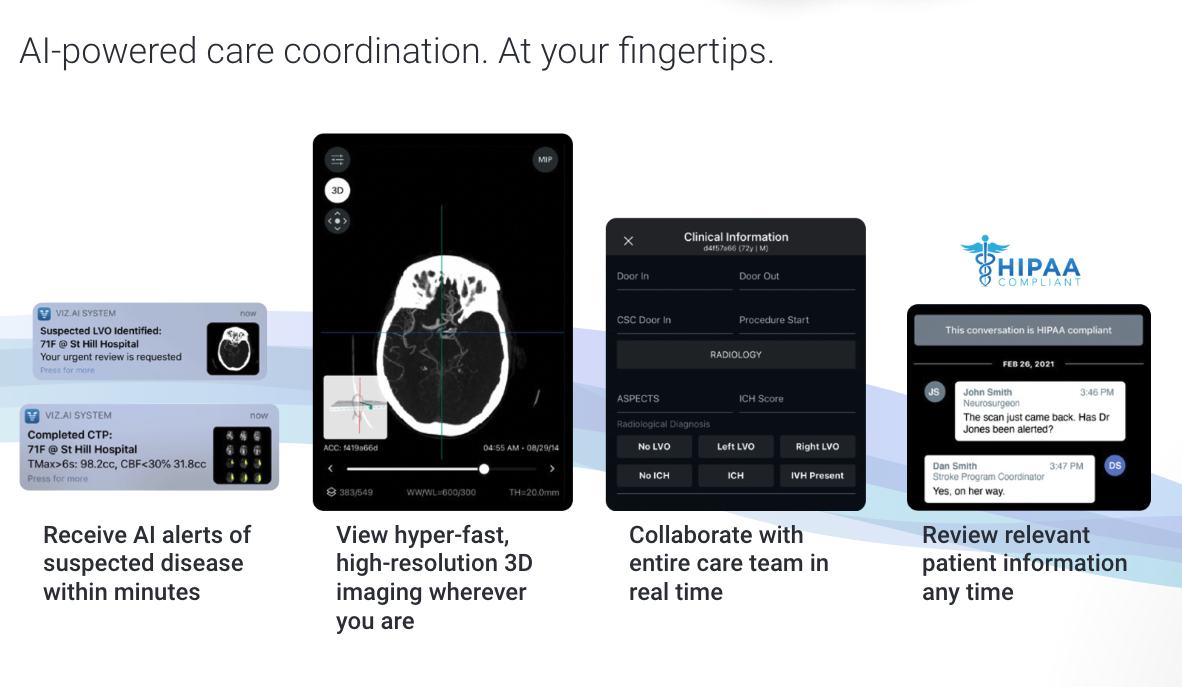 AI-powered care coordination. At your fingertips.
VIZ.AI SYSTEM
now
Suspected LVO Identified:
71F @ St Hill Hospital
Your urgent review is requested
Press for more
VIZ.AI SYSTEM
now
Completed CTP:
71F @ St Hill Hospital
TMax>6s: 98.2cc, CBF<30% 31.8cc
Press for more
Receive AI alerts of
suspected disease
within minutes
MIP
3D
ACC: f419a66d
04:55 AM - 08/29/14
383/549
WW/WL=600/300
TH=20.0mm
View hyper-fast,
high-resolution 3D
imaging wherever
you are
Clinical Information
d4f57a66 (72y | M)
Door In
Door Out
CSC Door In
Procedure Start
RADIOLOGY
ASPECTS
ICH Score
Radiological Diagnosis
No LVO
Left LVO
Right LVO
No ICH
ICH
IVH Present
Collaborate with
entire care team in
real time
HIPAA
COMPLIANT
This conversation is HIPAA compliant
FEB 26, 2021
JS
John Smith
3:46 PM
Neurosurgeon
The scan just came back. Has Dr
Jones been alerted?
Dan Smith
3:47 PM
DS
Stroke Program Coordinator
Yes, on her way.
Review relevant
patient information
any time